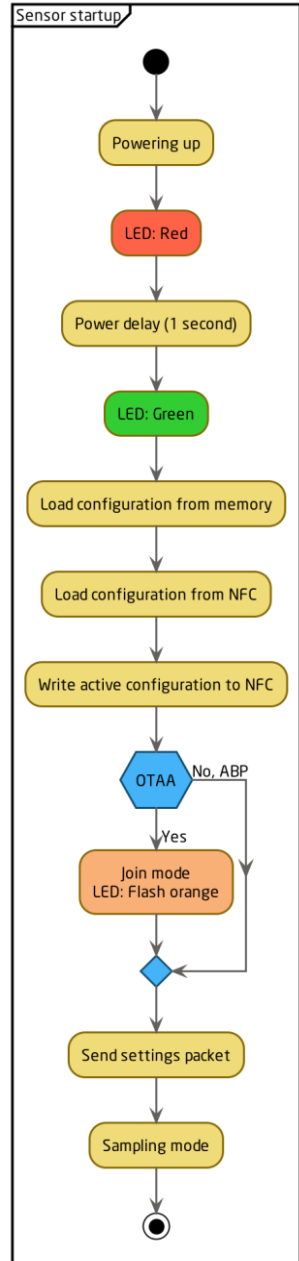 Sensor startup
Powering up
LED: Red
Power delay (1 second)
LED: Green
Load configuration from memory
Load configuration from NFC
Write active configuration to NFC
OTAA
No, ABP
Yes
Join mode
LED: Flash orange
Send settings packet
Sampling mode